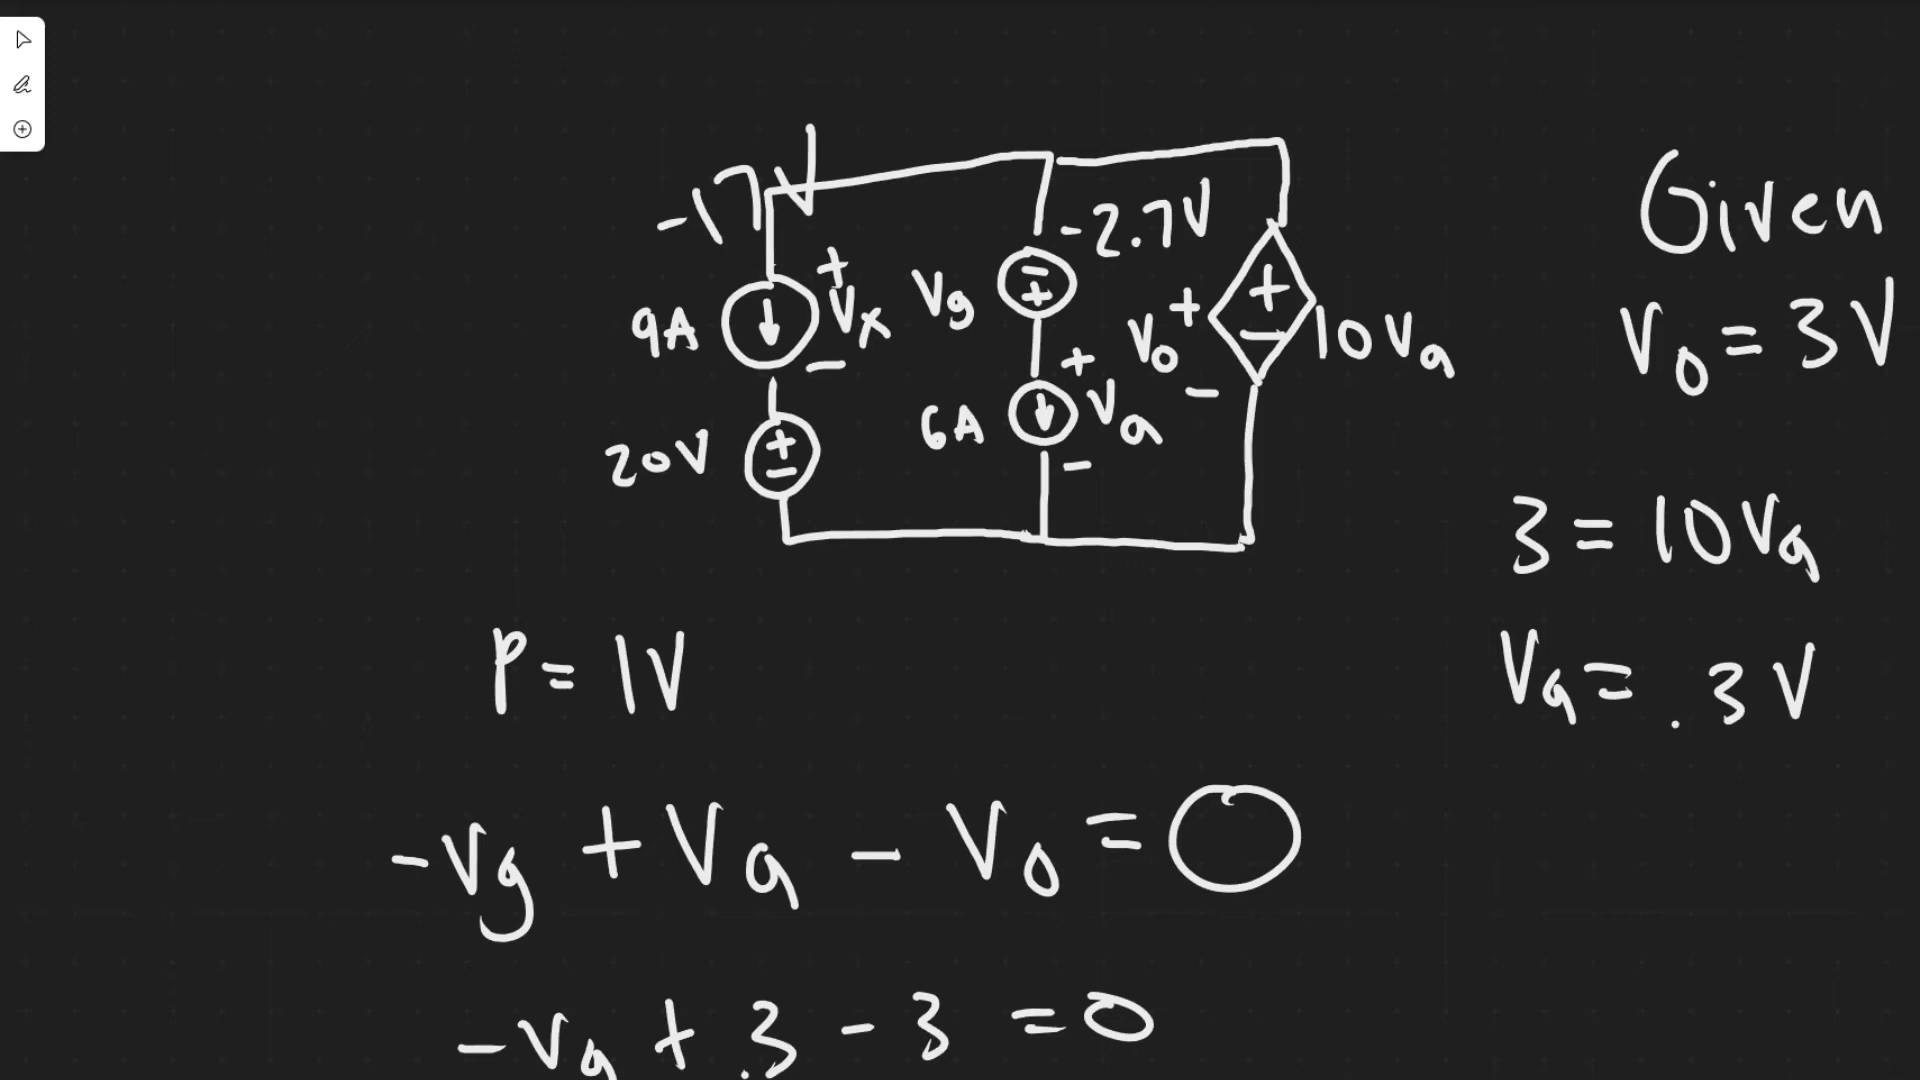 -17V
-2.7V
9A
+
Vx
-
Vg
-
+
+
Vo
-
+
-
10Va
20V
+
-
6A
+
Va
-
Given
Vo = 3V
3 = 10Va
Va = .3V
P = IV
-Vg + Va - Vo = 0
-Vg + .3 - 3 = 0